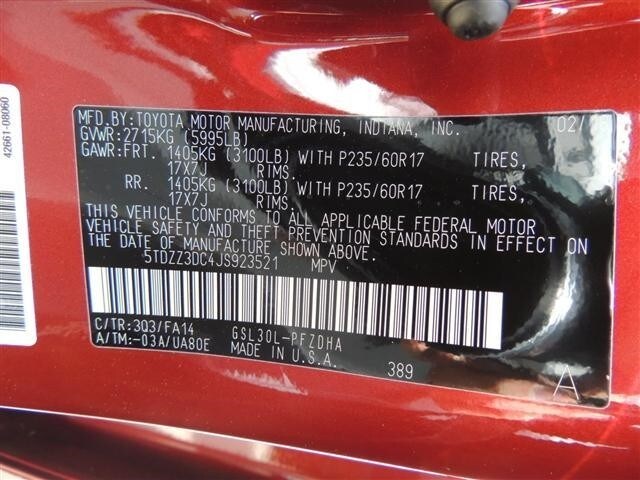 MFD.BY:TOYOTA MOTOR MANUFACTURING, INDIANA, INC. 02/
GVWR:2715KG (5995LB)
GAWR:FRT. 1405KG (3100LB) WITH P235/60R17 TIRES,
17X7J RIMS.
RR. 1405KG (3100LB) WITH P235/60R17 TIRES,
17X7J RIMS.
THIS VEHICLE CONFORMS TO ALL APPLICABLE FEDERAL MOTOR
VEHICLE SAFETY AND THEFT PREVENTION STANDARDS IN EFFECT ON
THE DATE OF MANUFACTURE SHOWN ABOVE.
5TDZZ3DC4JS923521 MPV
C/TR:3Q3/FA14 GSL30L-PFZDHA
A/TM:-03A/UA80E MADE IN U.S.A. 389 A
42661-08060